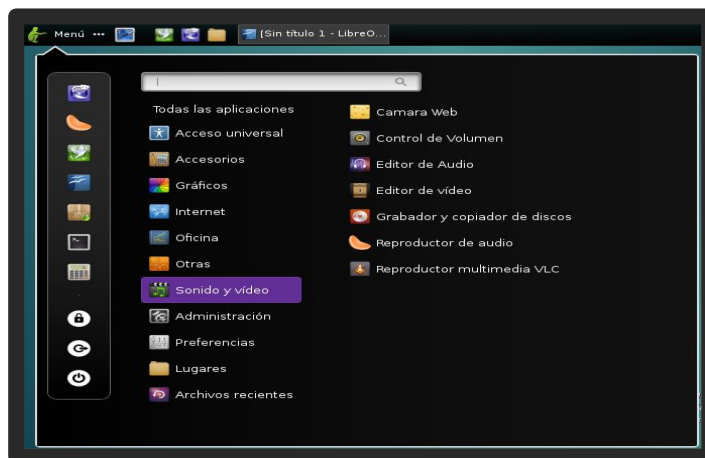 Menú ...
[Sin título 1 - LibreO...
Todas las aplicaciones
Acceso universal
Accesorios
Gráficos
Internet
Oficina
Otras
Sonido y vídeo
Administración
Preferencias
Lugares
Archivos recientes
Camara Web
Control de Volumen
Editor de Audio
Editor de vídeo
Grabador y copiador de discos
Reproductor de audio
Reproductor multimedia VLC